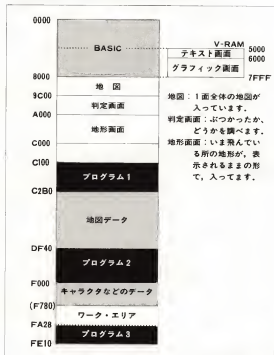 0000
BASIC
V-RAM
テキスト画面
5000
6000
グラフィック画面
7FFF
8000
地 図
9C00
判定画面
A000
地形画面
C000
C100
プログラム1
C2B0
地図データ
DF40
プログラム2
F000
キャラクタなどのデータ
(F780)
ワーク・エリア
FA28
プログラム3
FE10
地図:1面全体の地図が
入っています。
判定画面:ぶつかったか、
どうかを調べます。
地形画面:いま飛んでい
る所の地形が,表
示されるままの形
で,入ってます。